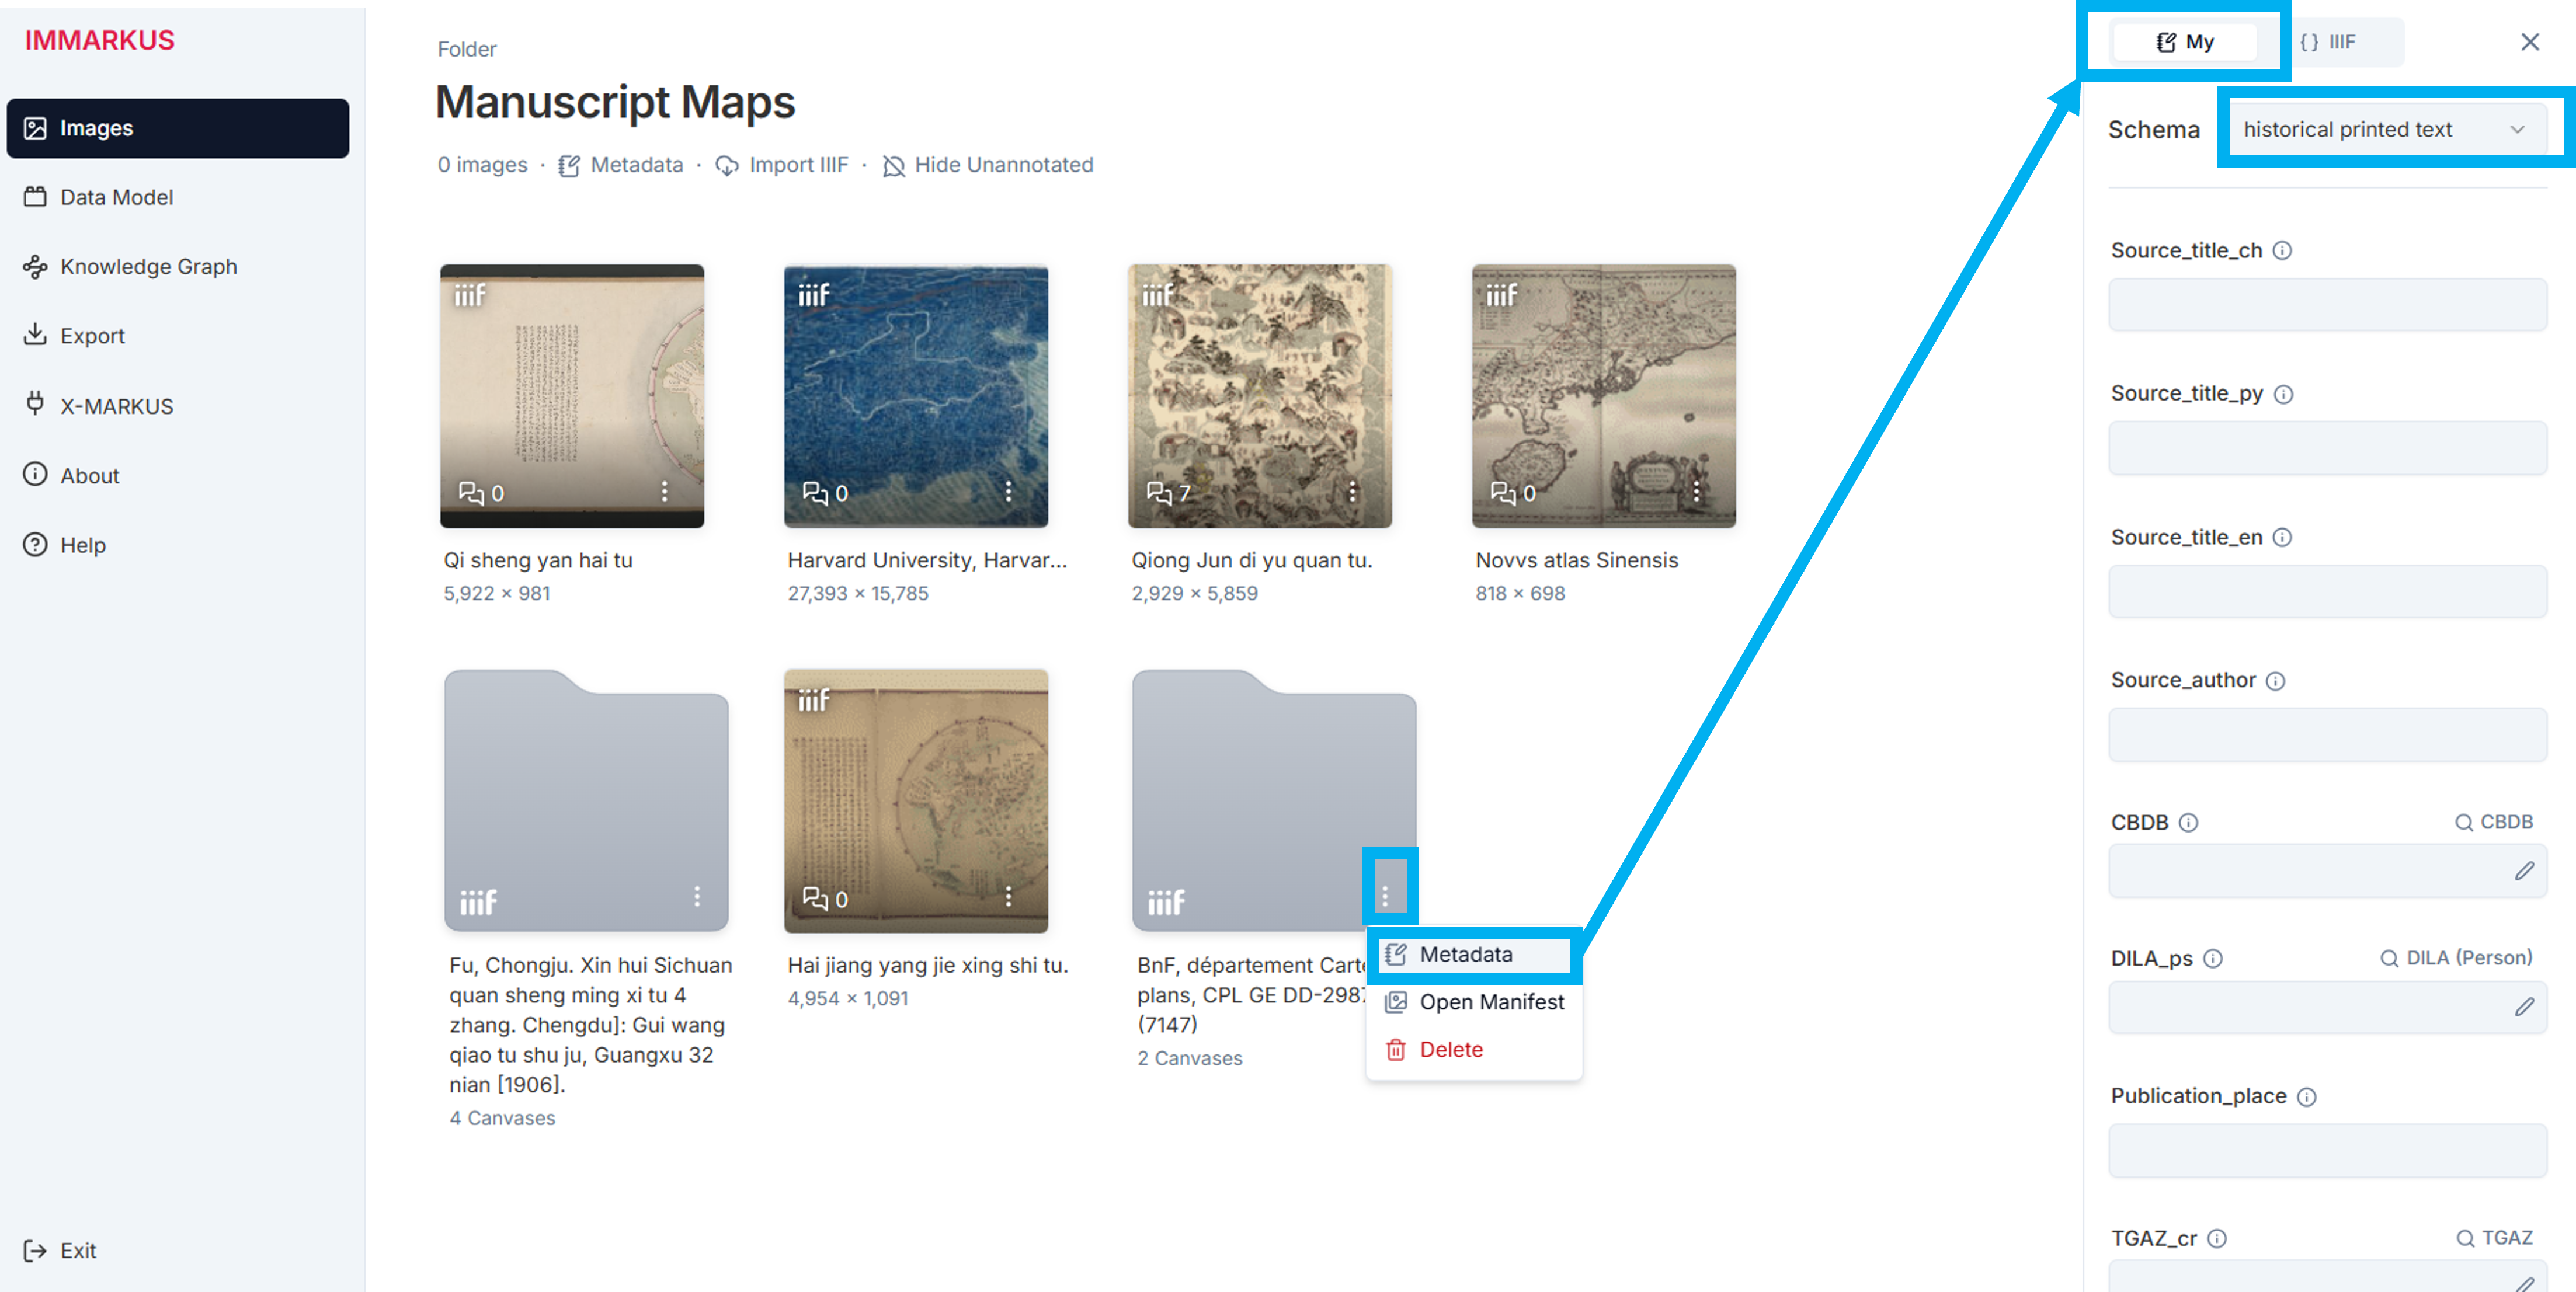 IMMARKUS
Images
Data Model
Knowledge Graph
Export
X-MARKUS
About
Help
Exit
Folder
Manuscript Maps
0 images · Metadata · Import IIIF · Hide Unannotated
iiif
0
Qi sheng yan hai tu
5,922 × 981
iiif
0
Harvard University, Harvar...
27,393 × 15,785
iiif
7
Qiong Jun di yu quan tu.
2,929 × 5,859
iiif
0
Novvs atlas Sinensis
818 × 698
iiif
Fu, Chongju. Xin hui Sichuan
quan sheng ming xi tu 4
zhang. Chengdu]: Gui wang
qiao tu shu ju, Guangxu 32
nian [1906].
4 Canvases
iiif
0
Hai jiang yang jie xing shi tu.
4,954 × 1,091
iiif
BnF, département Carte
plans, CPL GE DD-2987
(7147)
2 Canvases
Metadata
Open Manifest
Delete
My
{ } IIIF
Schema
historical printed text
Source_title_ch
Source_title_py
Source_title_en
Source_author
CBDB
CBDB
DILA_ps
DILA (Person)
Publication_place
TGAZ_cr
TGAZ